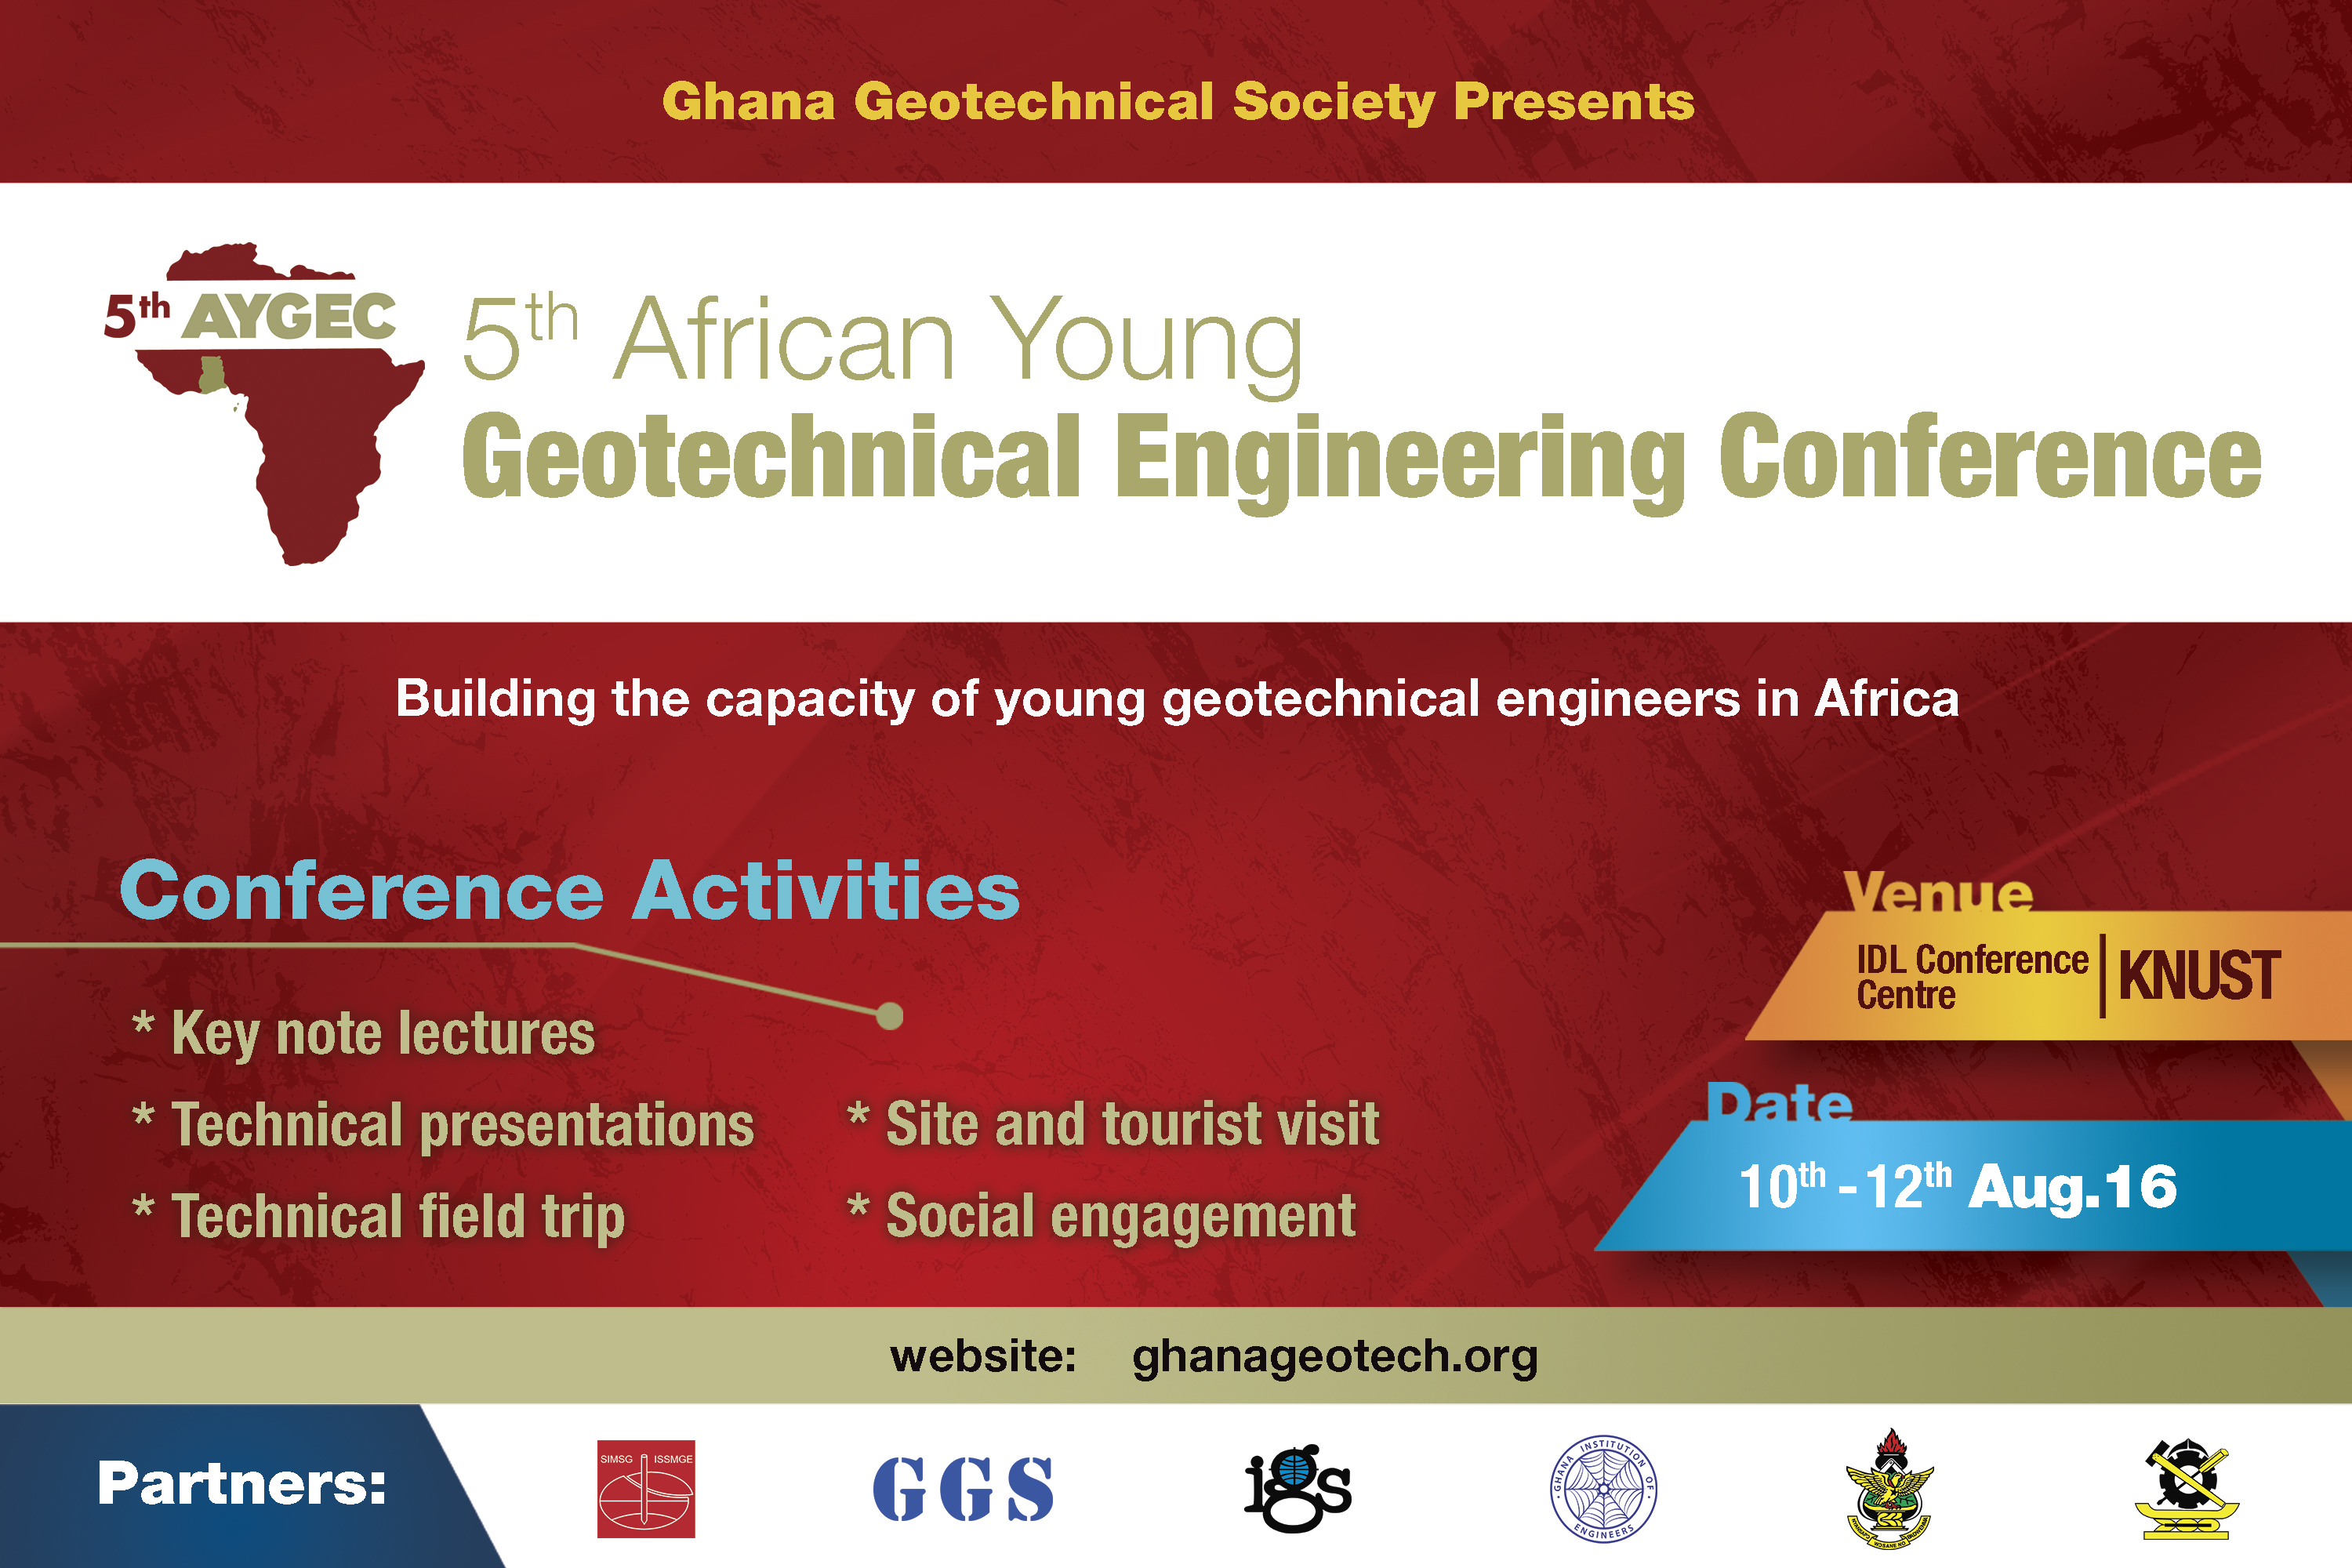 Ghana Geotechnical Society Presents
5th AYGEC
5th African Young
Geotechnical Engineering Conference
Building the capacity of young geotechnical engineers in Africa
Conference Activities
* Key note lectures
* Technical presentations
* Technical field trip
* Site and tourist visit
* Social engagement
Venue
IDL Conference
Centre
KNUST
Date
10th - 12th Aug.16
website: ghanageotech.org
Partners:
SIMSG ISSMGE
GGS
igs
GHANA INSTITUTION OF ENGINEERS